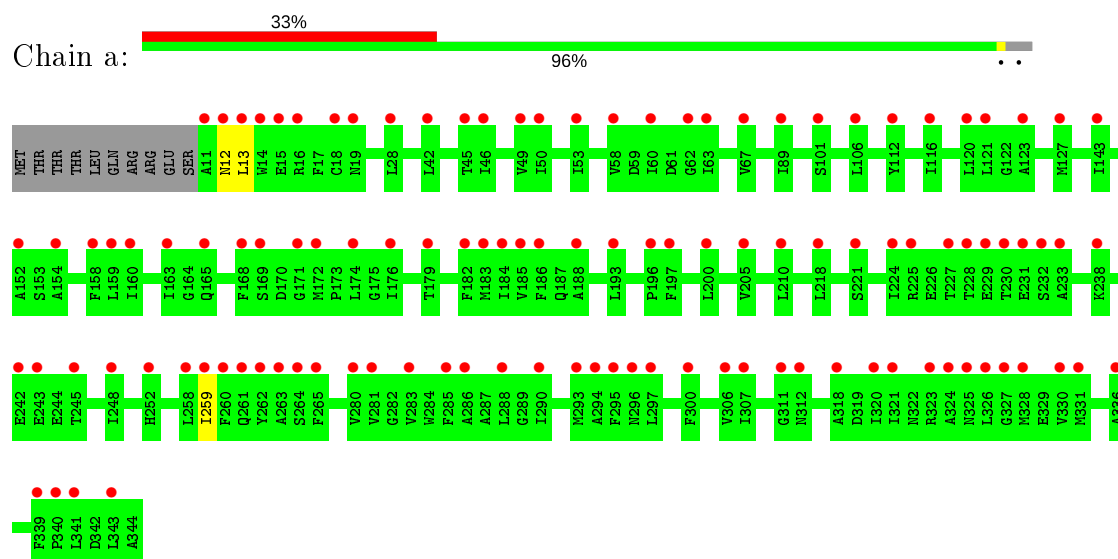 33%
Chain a:
96%
MET THR THR THR LEU GLN ARG ARG GLU SER A11 N12 L13 W14 E15 R16 F17 C18 N19 L28 L42 T45 I46 V49 I50 I53 V58 D59 I60 D61 G62 I63 V67 I89 S101 L106 Y112 I116 L120 L121 G122 A123 M127 I143
A152 S153 A154 F158 L159 I160 I163 G164 Q165 F168 S169 D170 G171 M172 P173 L174 G175 I176 T179 F182 M183 I184 V185 F186 Q187 A188 L193 P196 F197 L200 V205 L210 L218 S221 I224 R225 E226 T227 T228 E229 T230 E231 S232 A233 K238
E242 E243 E244 T245 I248 H252 L258 I259 F260 Q261 Y262 A263 S264 F265 V280 V281 G282 V283 W284 F285 A286 A287 L288 G289 I290 M293 A294 F295 N296 L297 F300 V306 I307 G311 N312 A318 D319 I320 I321 N322 R323 A324 N325 L326 G327 M328 E329 V330 M331 A336
F339 P340 L341 D342 L343 A344